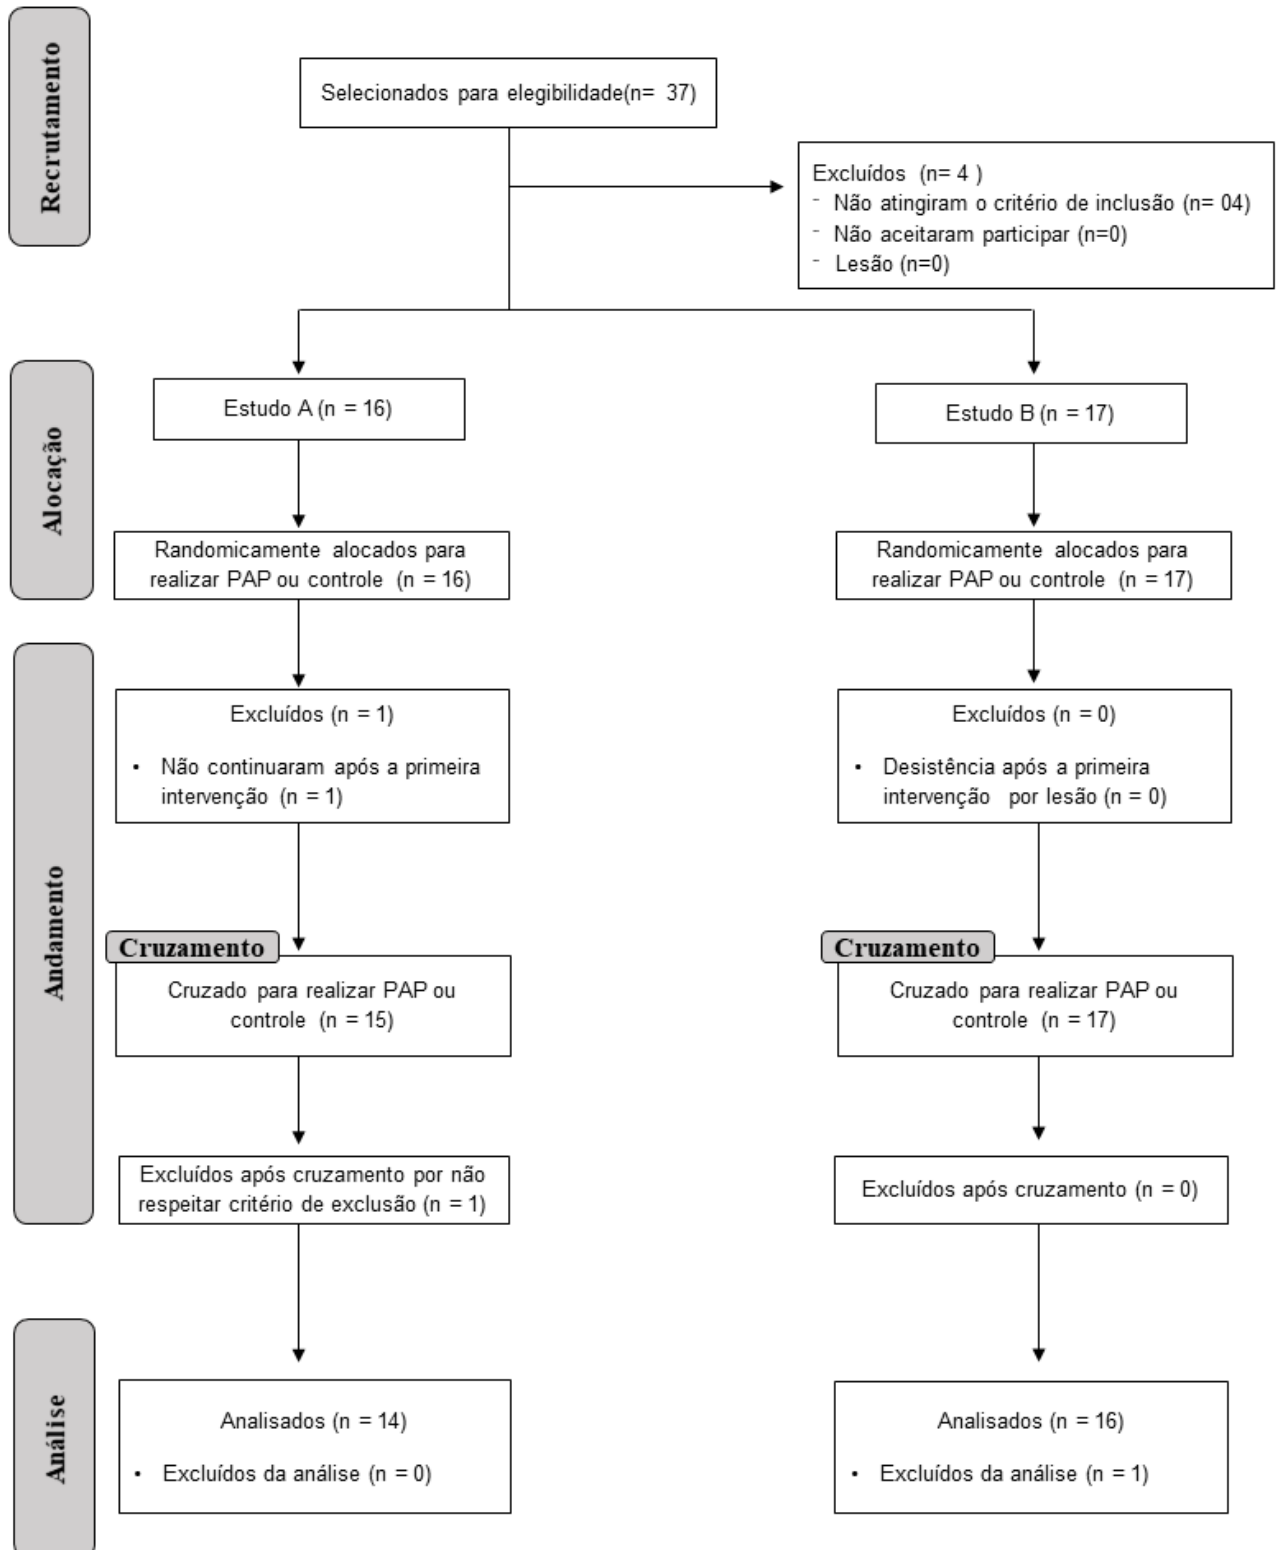 Recrutamento
Selecionados para elegibilidade(n= 37)
Excluídos (n= 4 )
- Não atingiram o critério de inclusão (n= 04)
- Não aceitaram participar (n=0)
- Lesão (n=0)
Alocação
Estudo A (n = 16)
Estudo B (n = 17)
Randomicamente alocados para
realizar PAP ou controle (n = 16)
Randomicamente alocados para
realizar PAP ou controle (n = 17)
Andamento
Excluídos (n = 1)
• Não continuaram após a primeira
intervenção (n = 1)
Excluídos (n = 0)
• Desistência após a primeira
intervenção por lesão (n = 0)
Cruzamento
Cruzado para realizar PAP ou
controle (n = 15)
Cruzamento
Cruzado para realizar PAP ou
controle (n = 17)
Excluídos após cruzamento por não
respeitar critério de exclusão (n = 1)
Excluídos após cruzamento (n = 0)
Análise
Analisados (n = 14)
• Excluídos da análise (n = 0)
Analisados (n = 16)
• Excluídos da análise (n = 1)